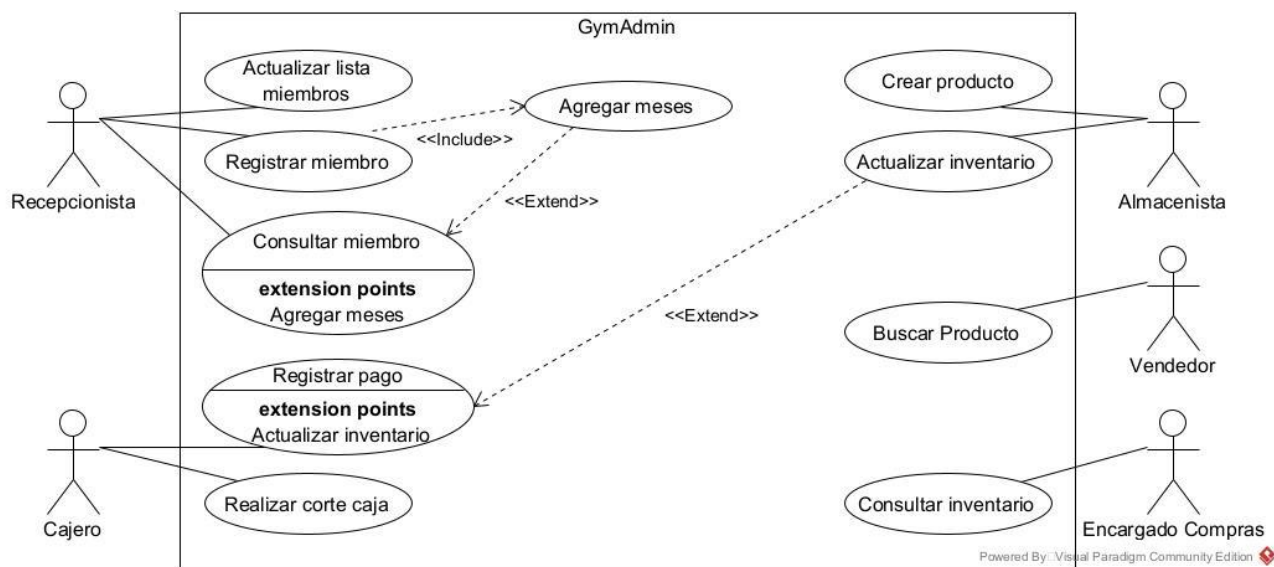 GymAdmin
Actualizar lista
miembros
Agregar meses
Crear producto
<<Include>>
Registrar miembro
Actualizar inventario
Recepcionista
Almacenista
<<Extend>>
Consultar miembro
extension points
Agregar meses
<<Extend>>
Buscar Producto
Vendedor
Registrar pago
extension points
Actualizar inventario
Realizar corte caja
Consultar inventario
Cajero
Encargado Compras
Powered By Visual Paradigm Community Edition